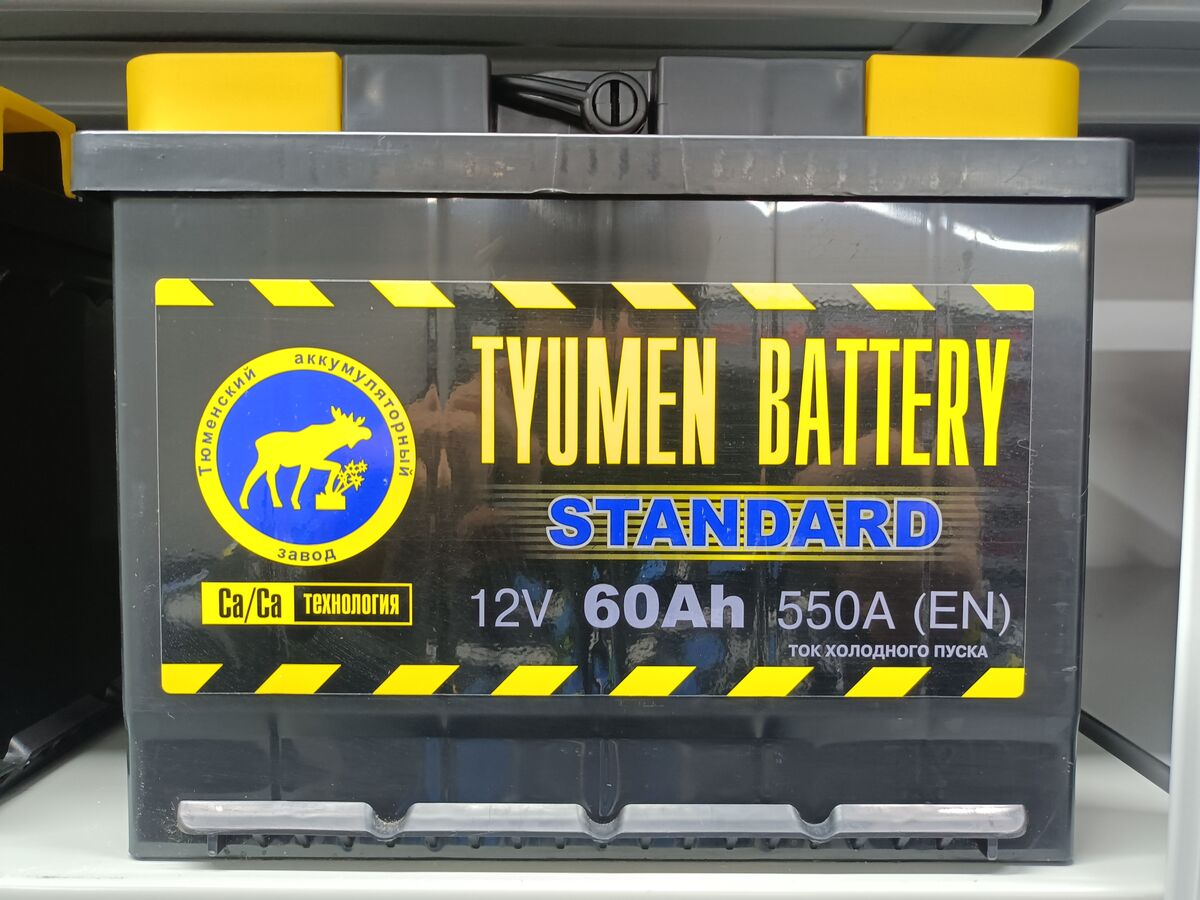 Тюменский аккумуляторный
завод
TYUMEN BATTERY
STANDARD
Ca/Ca технология
12V 60Ah 550A (EN)
ТОК ХОЛОДНОГО ПУСКА